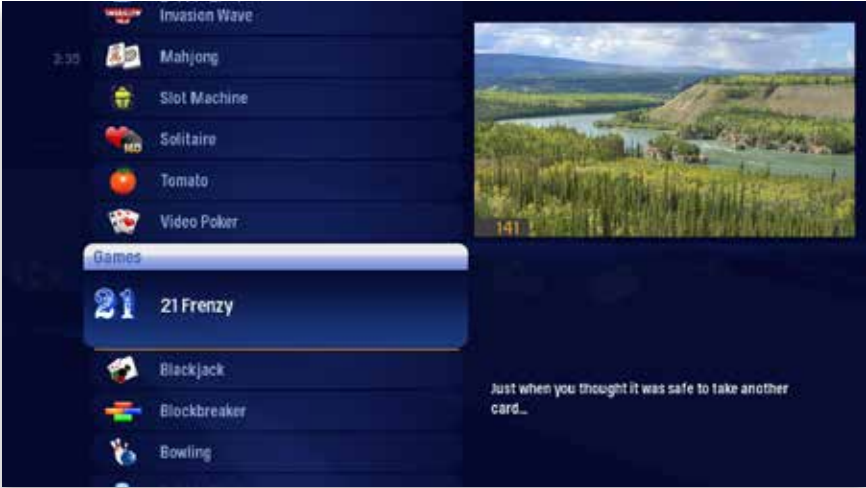 Invasion Wave
2:35
Mahjong
Slot Machine
HD
Solitaire
Tomato
Video Poker
141
Games
21
21 Frenzy
Blackjack
Blockbreaker
Bowling
Just when you thought it was safe to take another
card...